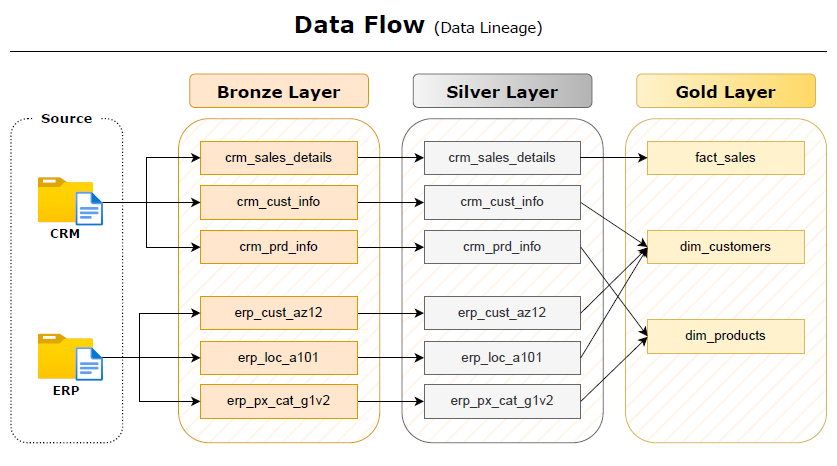 Data Flow (Data Lineage)
Bronze Layer
Silver Layer
Gold Layer
Source
crm_sales_details
crm_sales_details
fact_sales
crm_cust_info
crm_cust_info
CRM
crm_prd_info
crm_prd_info
dim_customers
erp_cust_az12
erp_cust_az12
dim_products
erp_loc_a101
erp_loc_a101
ERP
erp_px_cat_g1v2
erp_px_cat_g1v2